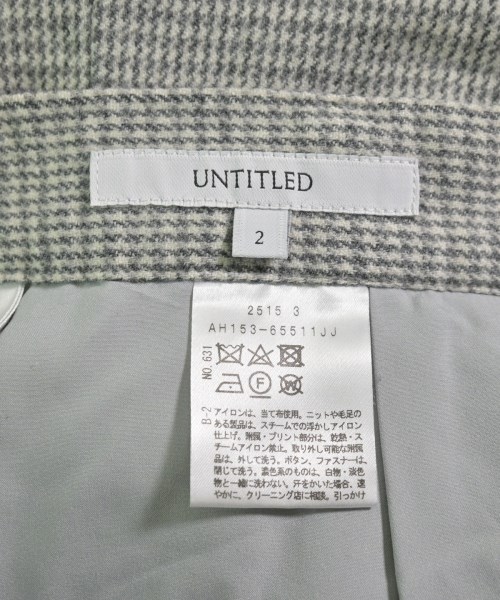 UNTITLED
2
2515 3
AH153-65511JJ
NO.631
B-2
アイロンは、当て布使用。ニットや毛足の
ある製品は、スチームでの浮かしアイロン
仕上げ。附属・プリント部分は、乾熱・ス
チームアイロン禁止。取り外し可能な附属
品は、外して洗う。ボタン、ファスナーは、
閉じて洗う。濃色系のものは、白物・淡色
物と一緒に洗わない。汗をかいた場合、速
やかに、クリーニング店に相談。引っかけ